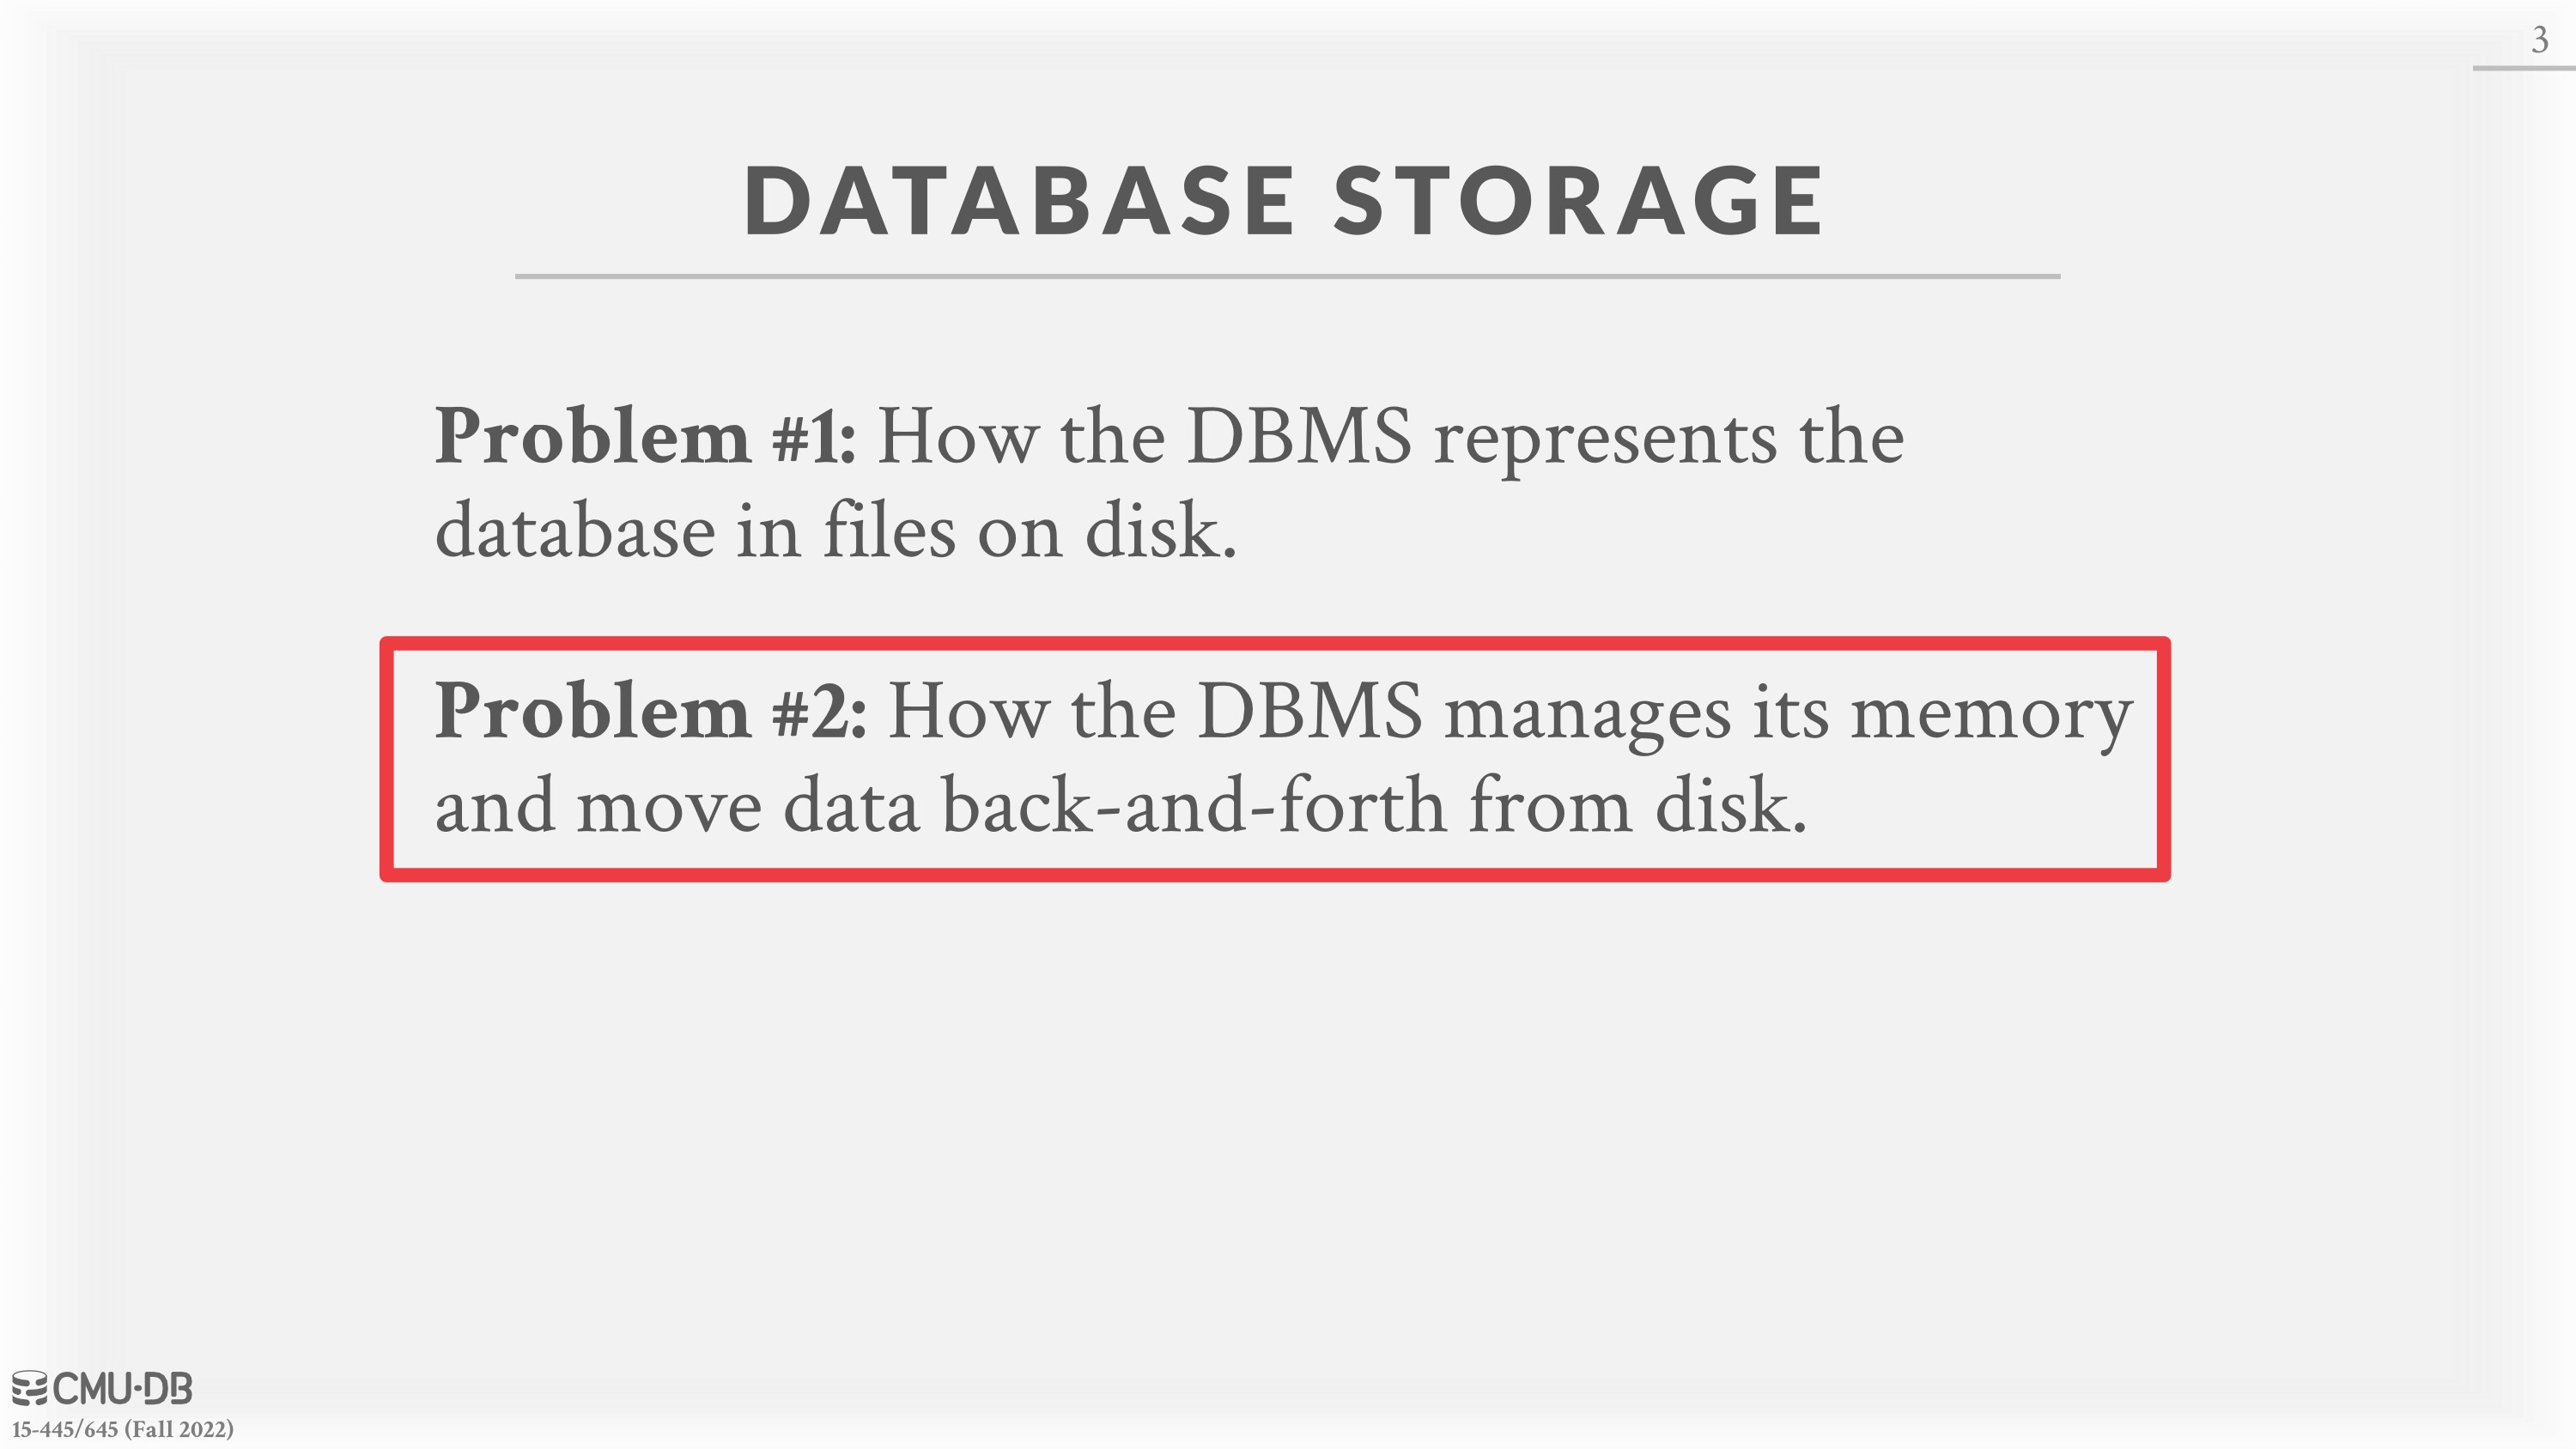 3
DATABASE STORAGE
Problem #1: How the DBMS represents the
database in files on disk.
Problem #2: How the DBMS manages its memory
and move data back-and-forth from disk.
CMU·DB
15-445/645 (Fall 2022)